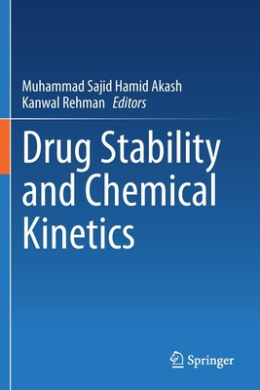 Muhammad Sajid Hamid Akash
Kanwal Rehman Editors
Drug Stability
and Chemical
Kinetics
Springer